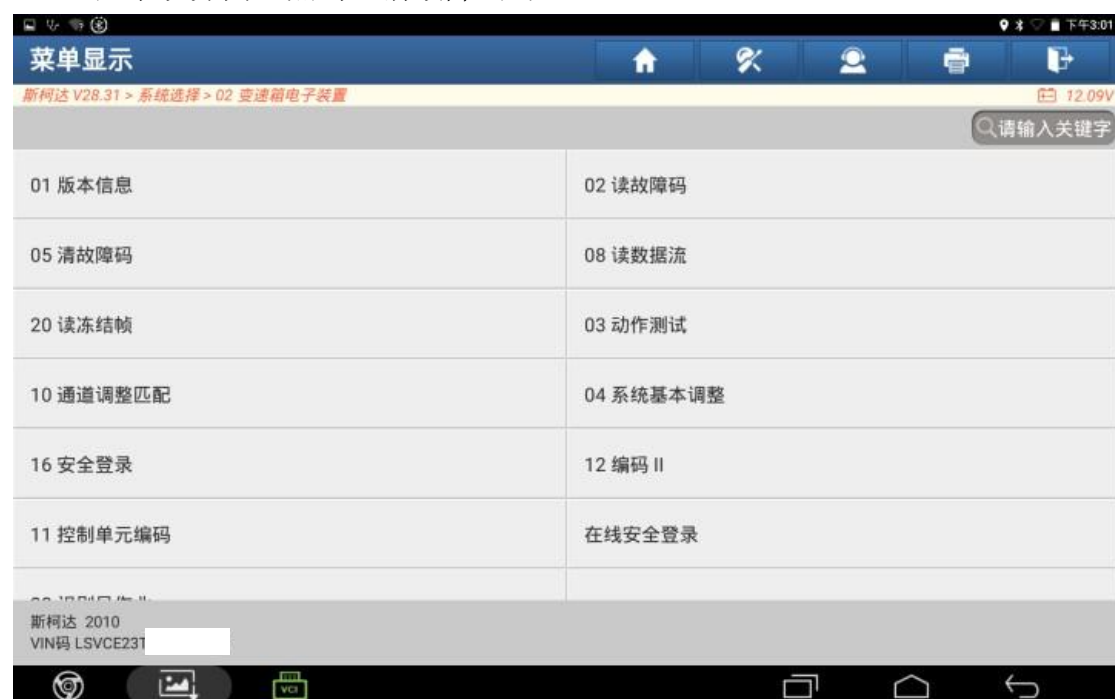 下午3:01
菜单显示
斯柯达 V28.31 > 系统选择 > 02 变速箱电子装置
12.09V
请输入关键字
01 版本信息
02 读故障码
05 清故障码
08 读数据流
20 读冻结帧
03 动作测试
10 通道调整匹配
04 系统基本调整
16 安全登录
12 编码 II
11 控制单元编码
在线安全登录
斯柯达 2010
VIN码 LSVCE23T
VCI